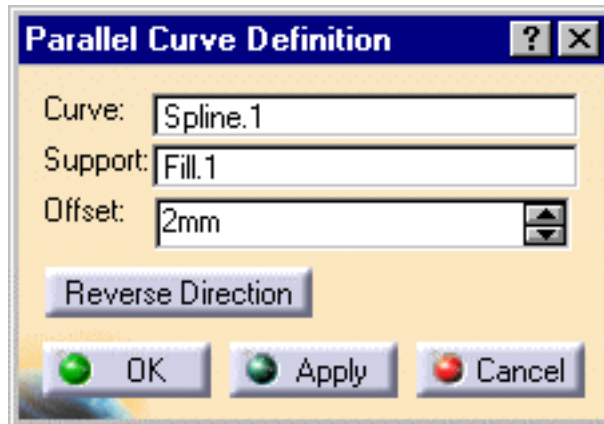 Parallel Curve Definition ? X
Curve: Spline.1
Support: Fill.1
Offset: 2mm
Reverse Direction
OK Apply Cancel